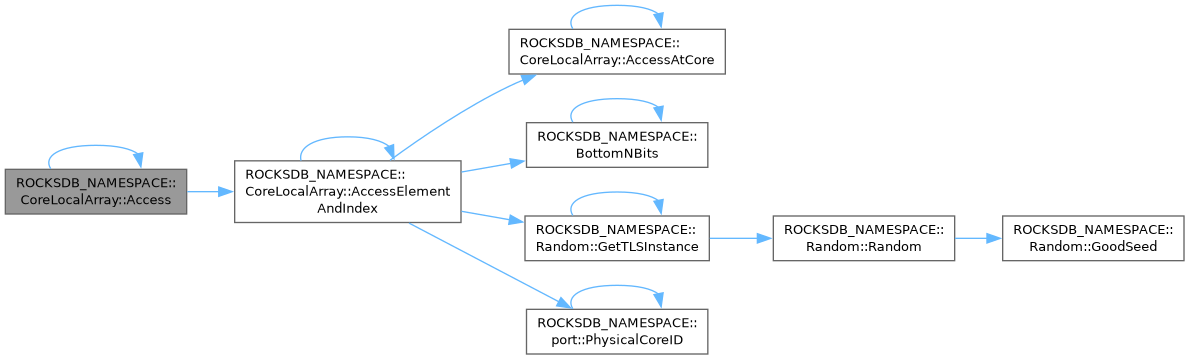 ROCKSDB_NAMESPACE::
CoreLocalArray::Access
ROCKSDB_NAMESPACE::
CoreLocalArray::AccessElement
AndIndex
ROCKSDB_NAMESPACE::
CoreLocalArray::AccessAtCore
ROCKSDB_NAMESPACE::
BottomNBits
ROCKSDB_NAMESPACE::
Random::GetTLSInstance
ROCKSDB_NAMESPACE::
Random::Random
ROCKSDB_NAMESPACE::
Random::GoodSeed
ROCKSDB_NAMESPACE::
port::PhysicalCoreID